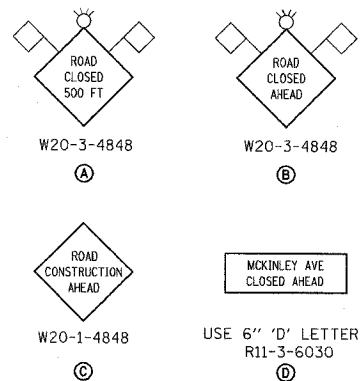 ROAD
CLOSED
500 FT
W20-3-4848
A
ROAD
CLOSED
AHEAD
W20-3-4848
B
ROAD
CONSTRUCTION
AHEAD
W20-1-4848
C
MCKINLEY AVE
CLOSED AHEAD
USE 6" 'D' LETTER
R11-3-6030
D